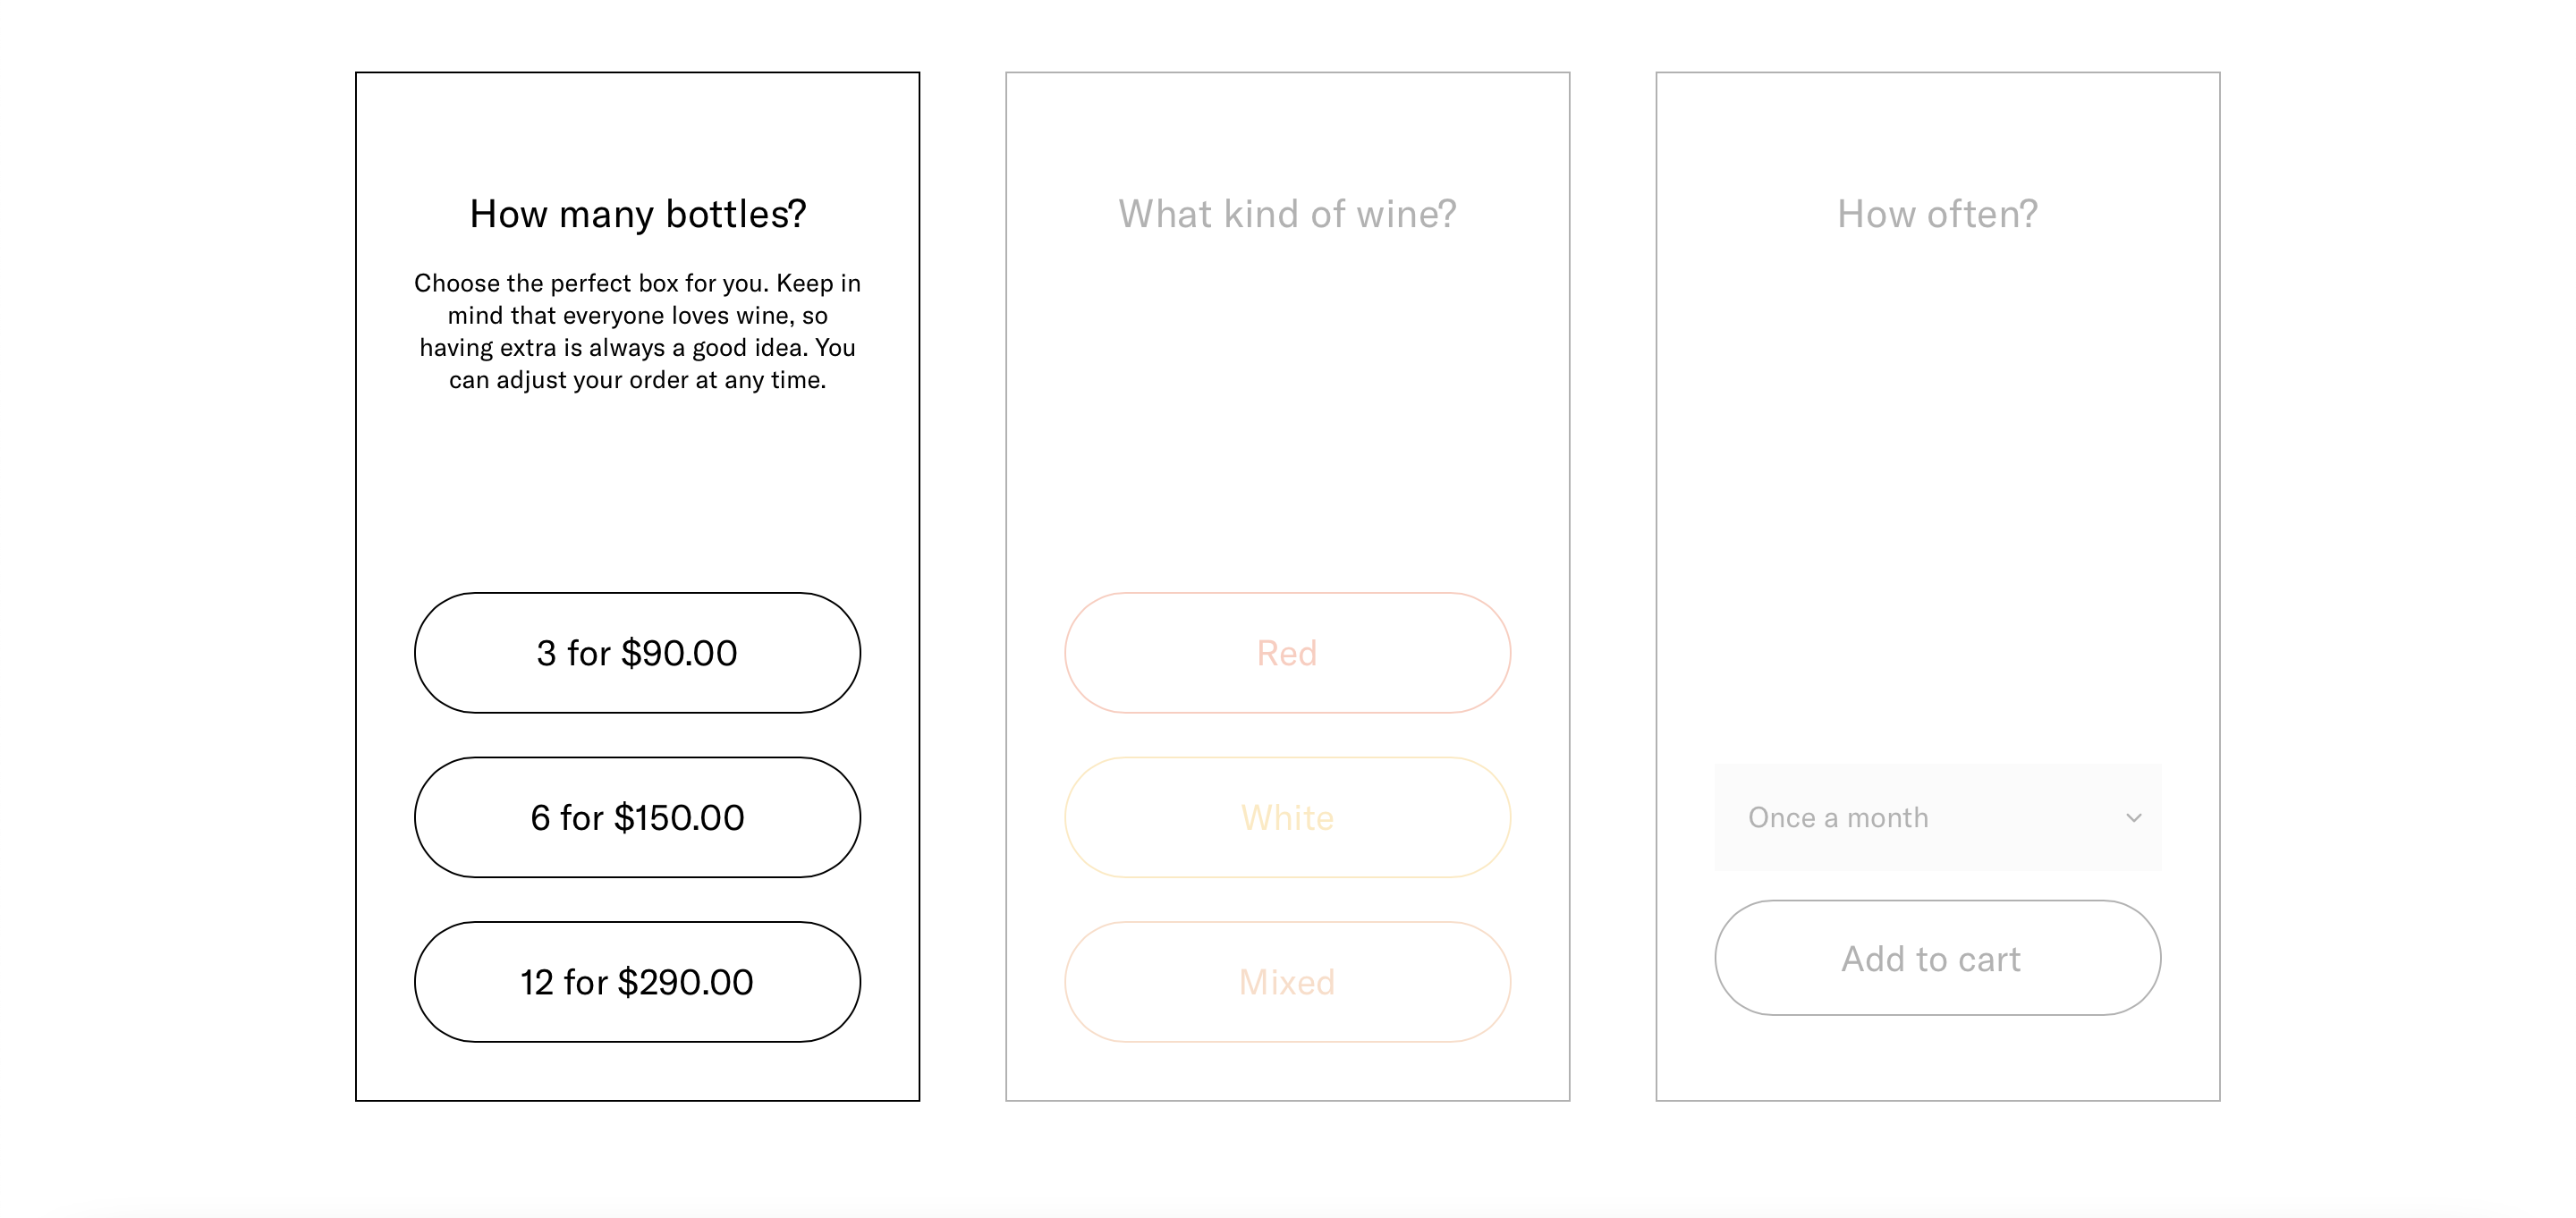 How many bottles?
Choose the perfect box for you. Keep in
mind that everyone loves wine, so
having extra is always a good idea. You
can adjust your order at any time.
3 for $90.00
6 for $150.00
12 for $290.00
What kind of wine?
Red
White
Mixed
How often?
Once a month
Add to cart